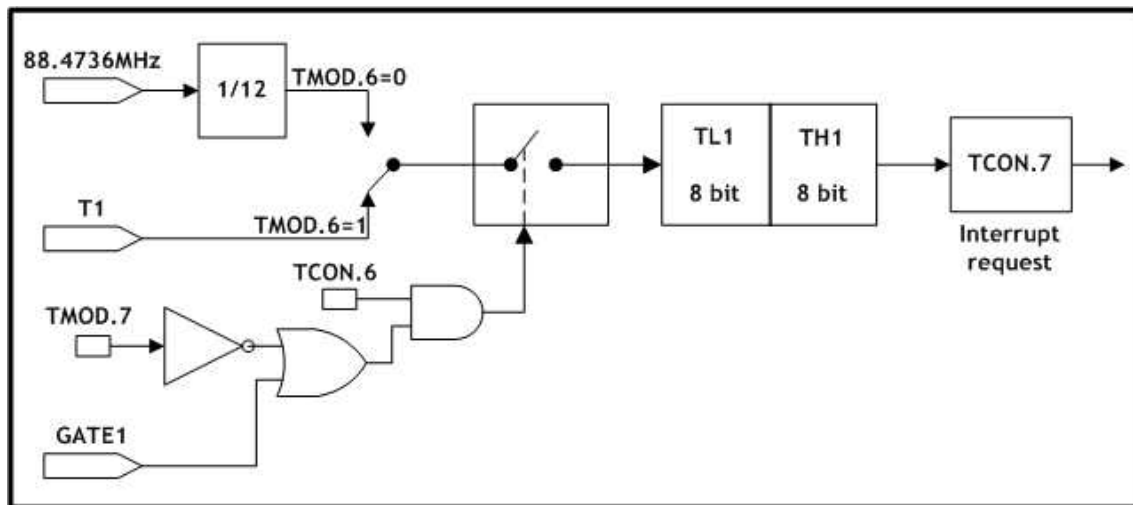 88.4736MHz
1/12
TMOD.6=0
T1
TMOD.6=1
TL1
8 bit
TH1
8 bit
TCON.7
Interrupt
request
TCON.6
TMOD.7
GATE1